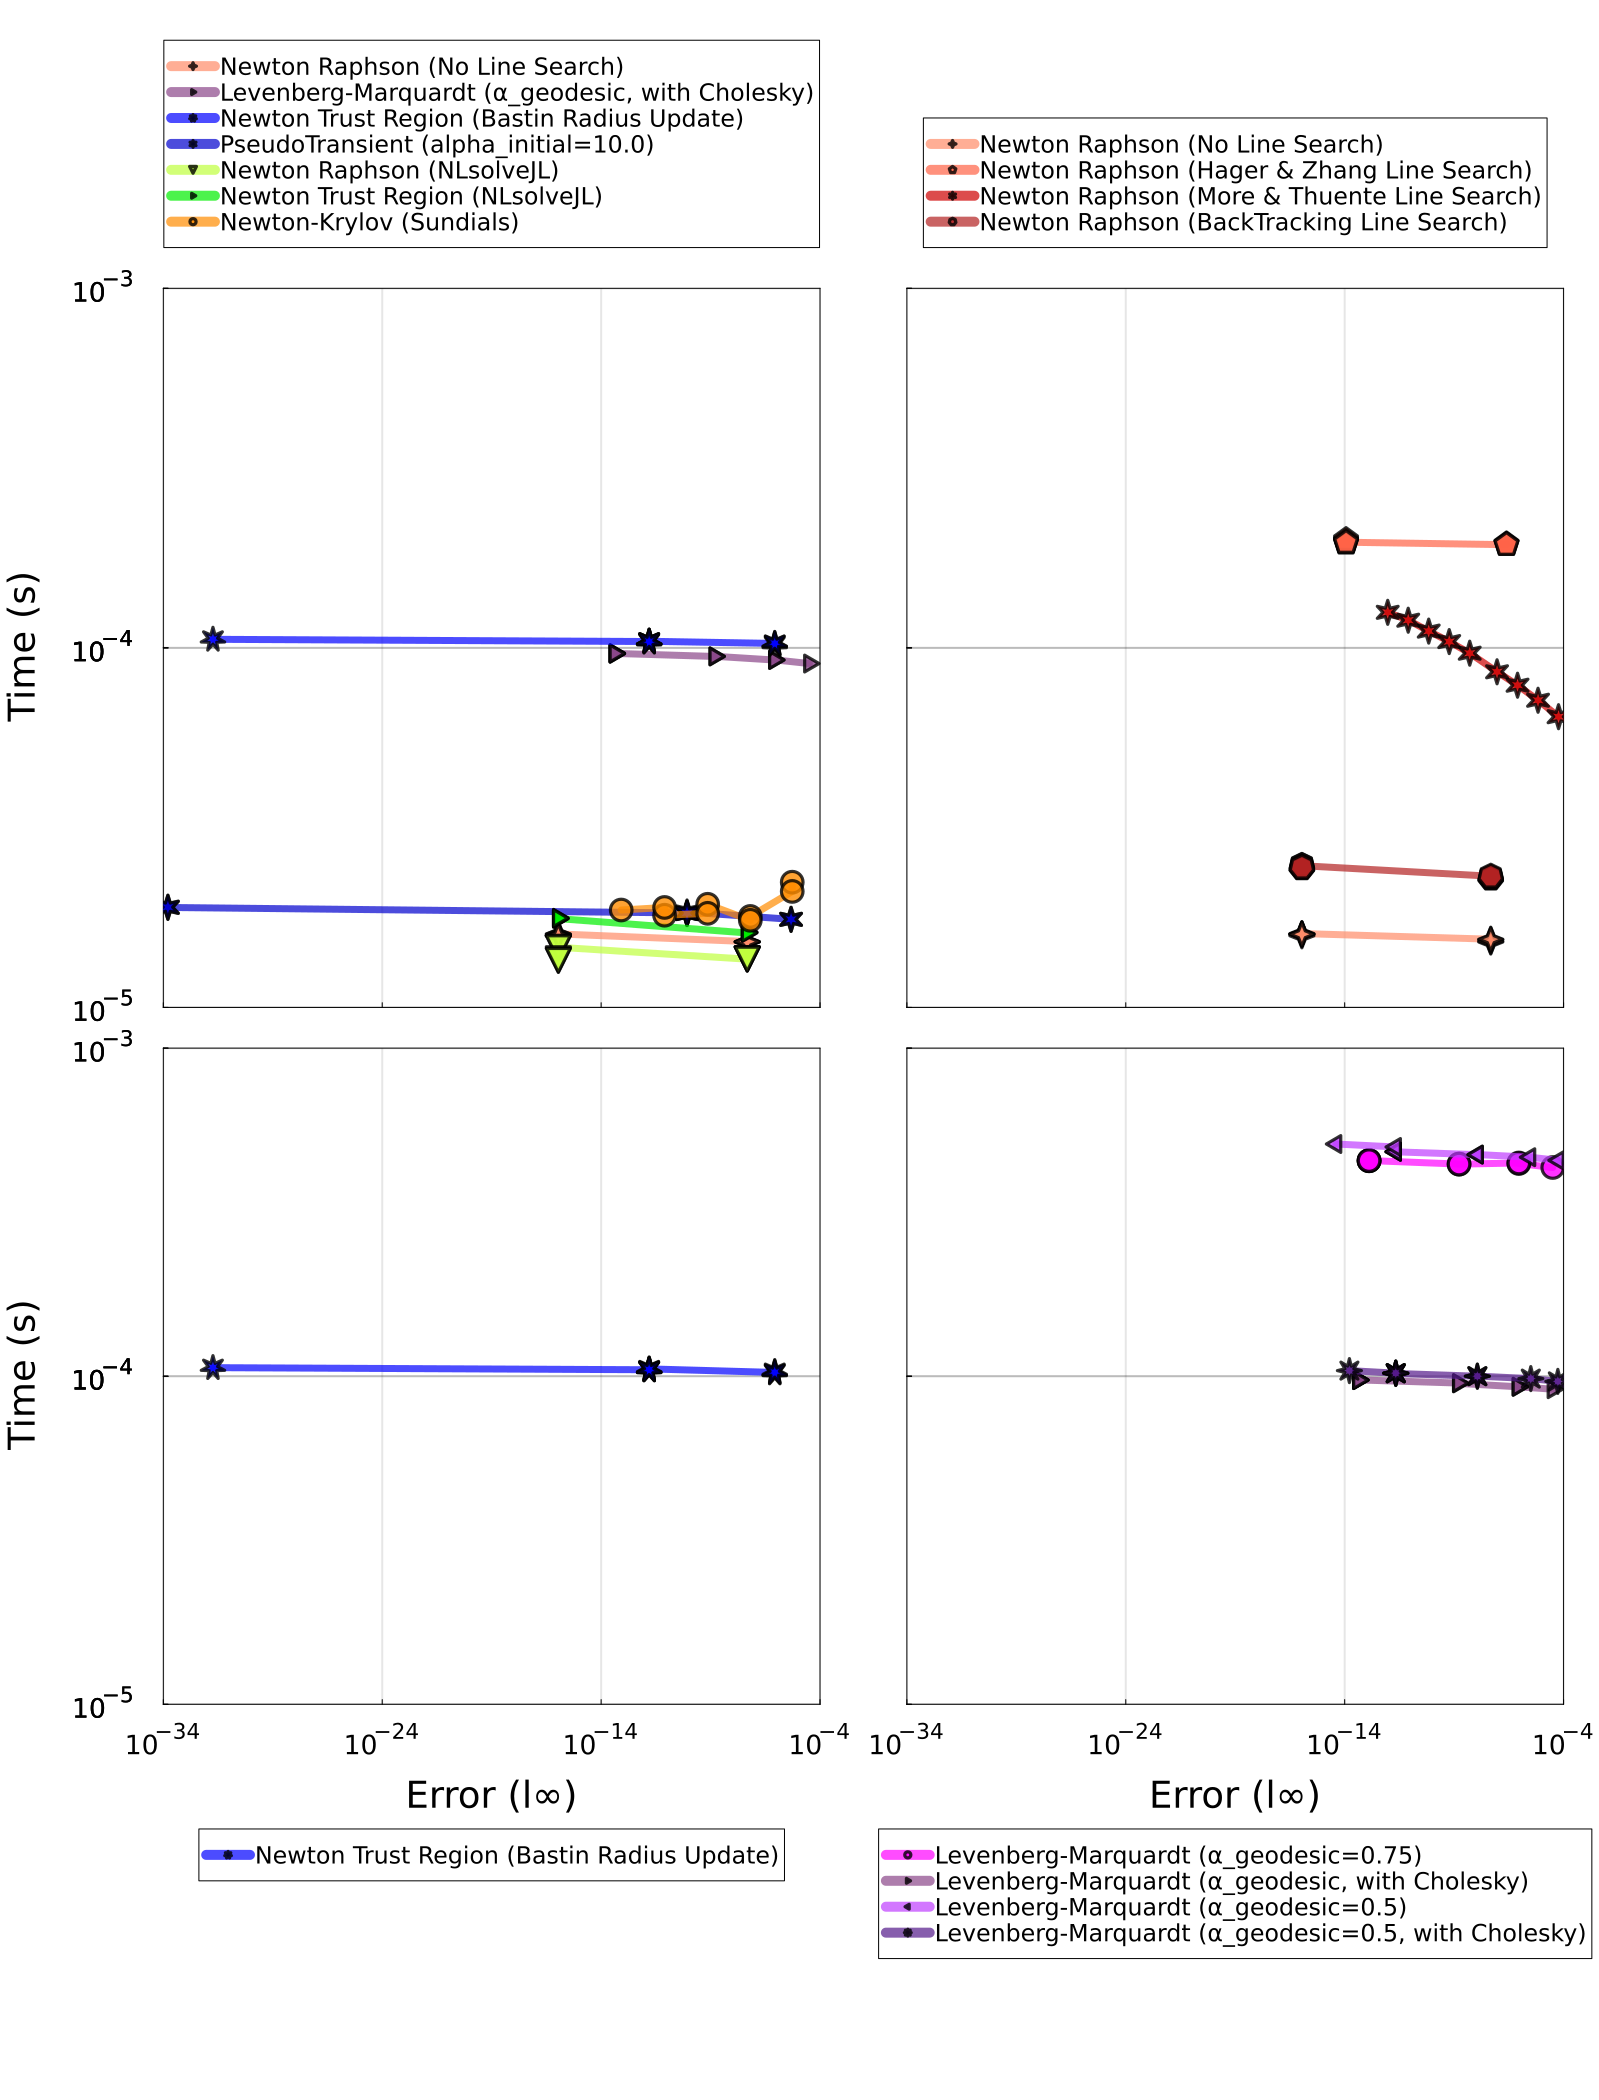 Newton Raphson (No Line Search)
Levenberg-Marquardt (α_geodesic, with Cholesky)
Newton Trust Region (Bastin Radius Update)
PseudoTransient (alpha_initial=10.0)
Newton Raphson (NLsolveJL)
Newton Trust Region (NLsolveJL)
Newton-Krylov (Sundials)
Newton Raphson (No Line Search)
Newton Raphson (Hager & Zhang Line Search)
Newton Raphson (More & Thuente Line Search)
Newton Raphson (BackTracking Line Search)
10⁻³
10⁻⁴
10⁻⁵
Time (s)
10⁻³
10⁻⁴
10⁻⁵
Time (s)
10⁻³⁴ 10⁻²⁴ 10⁻¹⁴ 10⁻⁴
Error (l∞)
10⁻³⁴ 10⁻²⁴ 10⁻¹⁴ 10⁻⁴
Error (l∞)
Newton Trust Region (Bastin Radius Update)
Levenberg-Marquardt (α_geodesic=0.75)
Levenberg-Marquardt (α_geodesic, with Cholesky)
Levenberg-Marquardt (α_geodesic=0.5)
Levenberg-Marquardt (α_geodesic=0.5, with Cholesky)